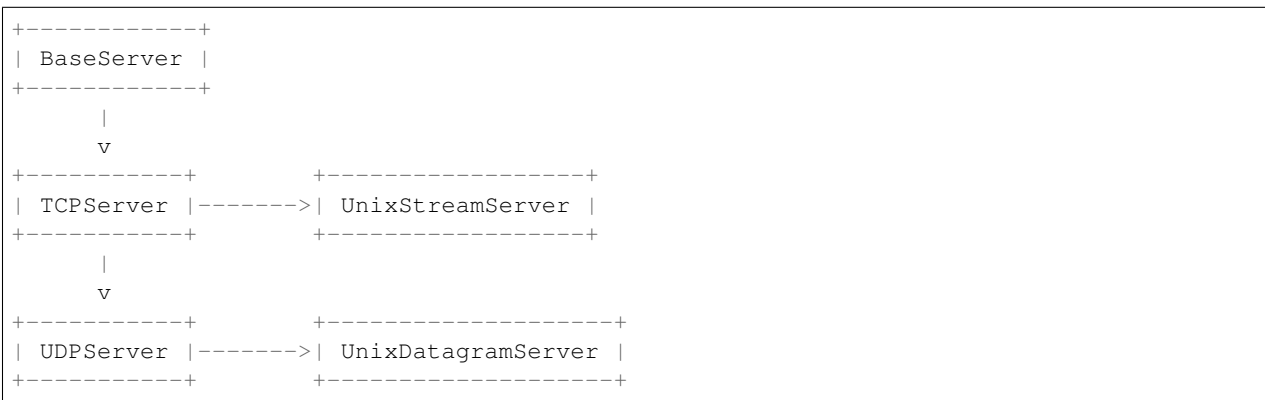 +------------+
| BaseServer |
+------------+
      |
      v
+-----------+        +------------------+
| TCPServer |------->| UnixStreamServer |
+-----------+        +------------------+
      |
      v
+-----------+        +--------------------+
| UDPServer |------->| UnixDatagramServer |
+-----------+        +--------------------+